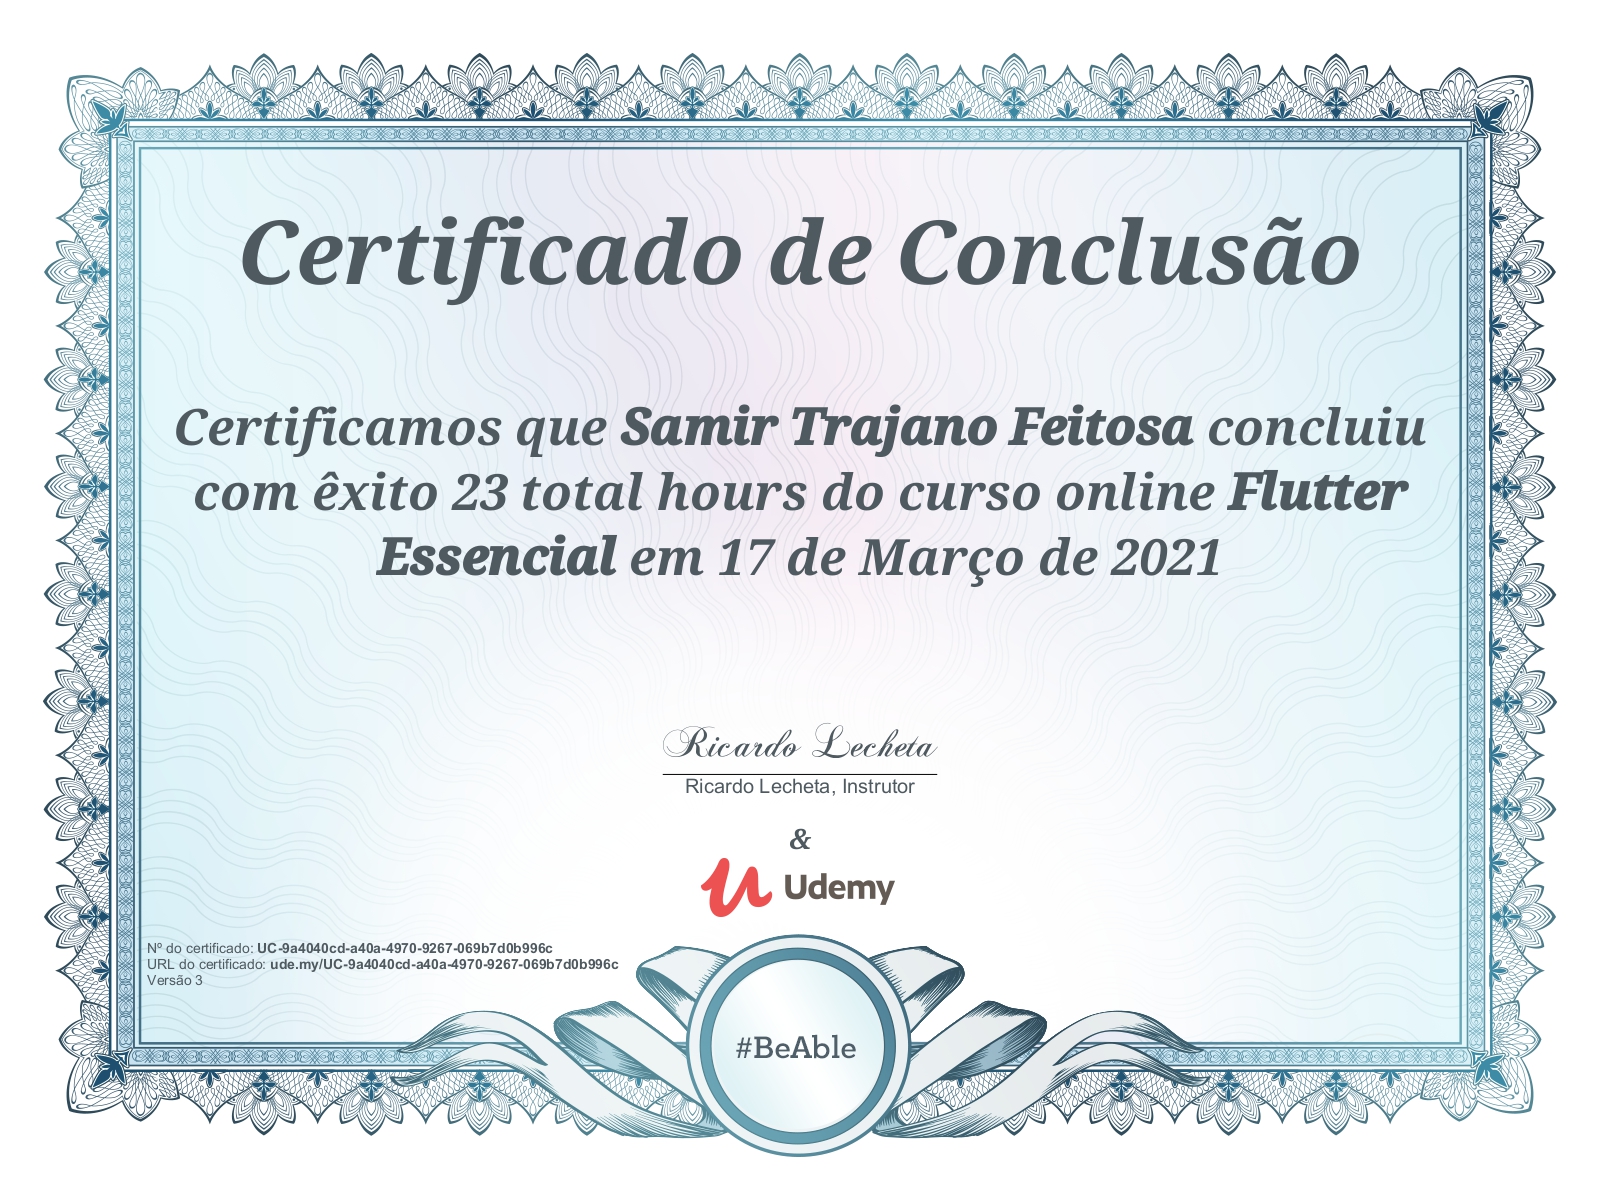 Certificado de Conclusão
Certificamos que Samir Trajano Feitosa concluiu
com êxito 23 total hours do curso online Flutter
Essencial em 17 de Março de 2021
Ricardo Lecheta
Ricardo Lecheta, Instrutor
&
Udemy
Nº do certificado: UC-9a4040cd-a40a-4970-9267-069b7d0b996c
URL do certificado: ude.my/UC-9a4040cd-a40a-4970-9267-069b7d0b996c
Versão 3
#BeAble